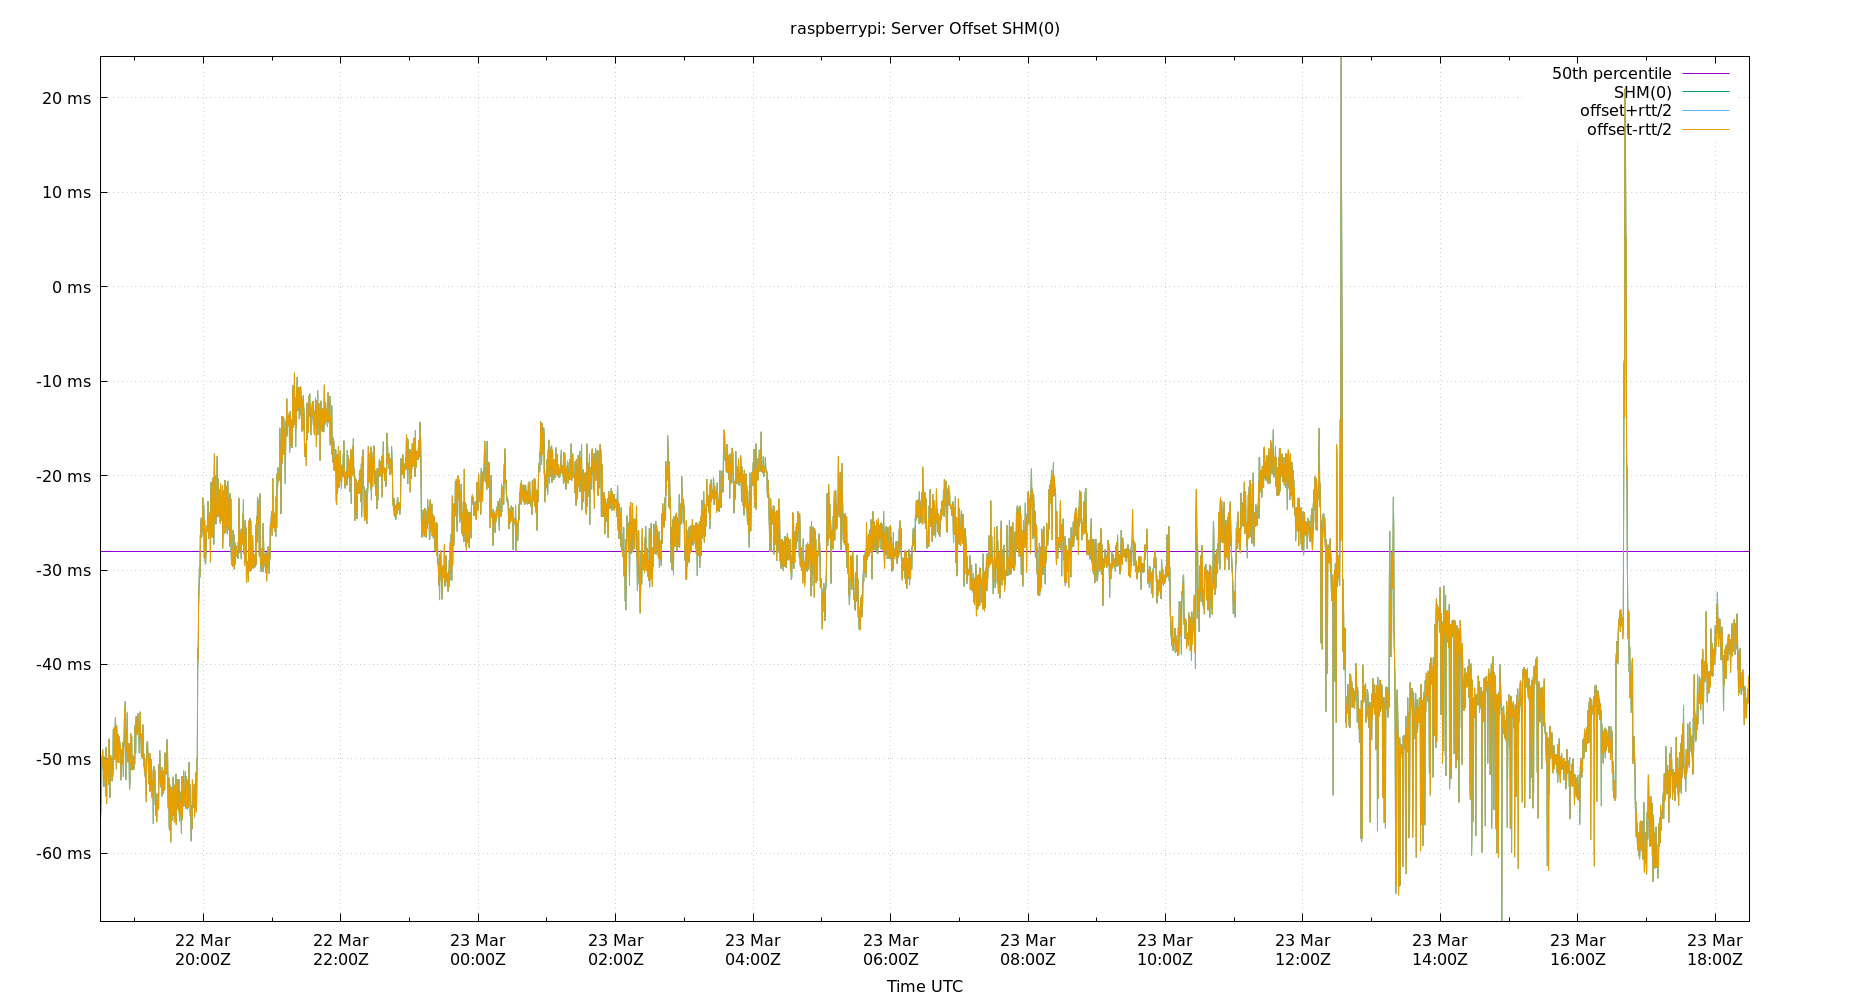 raspberrypi: Server Offset SHM(0)
50th percentile
SHM(0)
offset+rtt/2
offset-rtt/2
20 ms
10 ms
0 ms
-10 ms
-20 ms
-30 ms
-40 ms
-50 ms
-60 ms
22 Mar 22 Mar 23 Mar 23 Mar 23 Mar 23 Mar 23 Mar 23 Mar 23 Mar 23 Mar 23 Mar 23 Mar
20:00Z 22:00Z 00:00Z 02:00Z 04:00Z 06:00Z 08:00Z 10:00Z 12:00Z 14:00Z 16:00Z 18:00Z
Time UTC